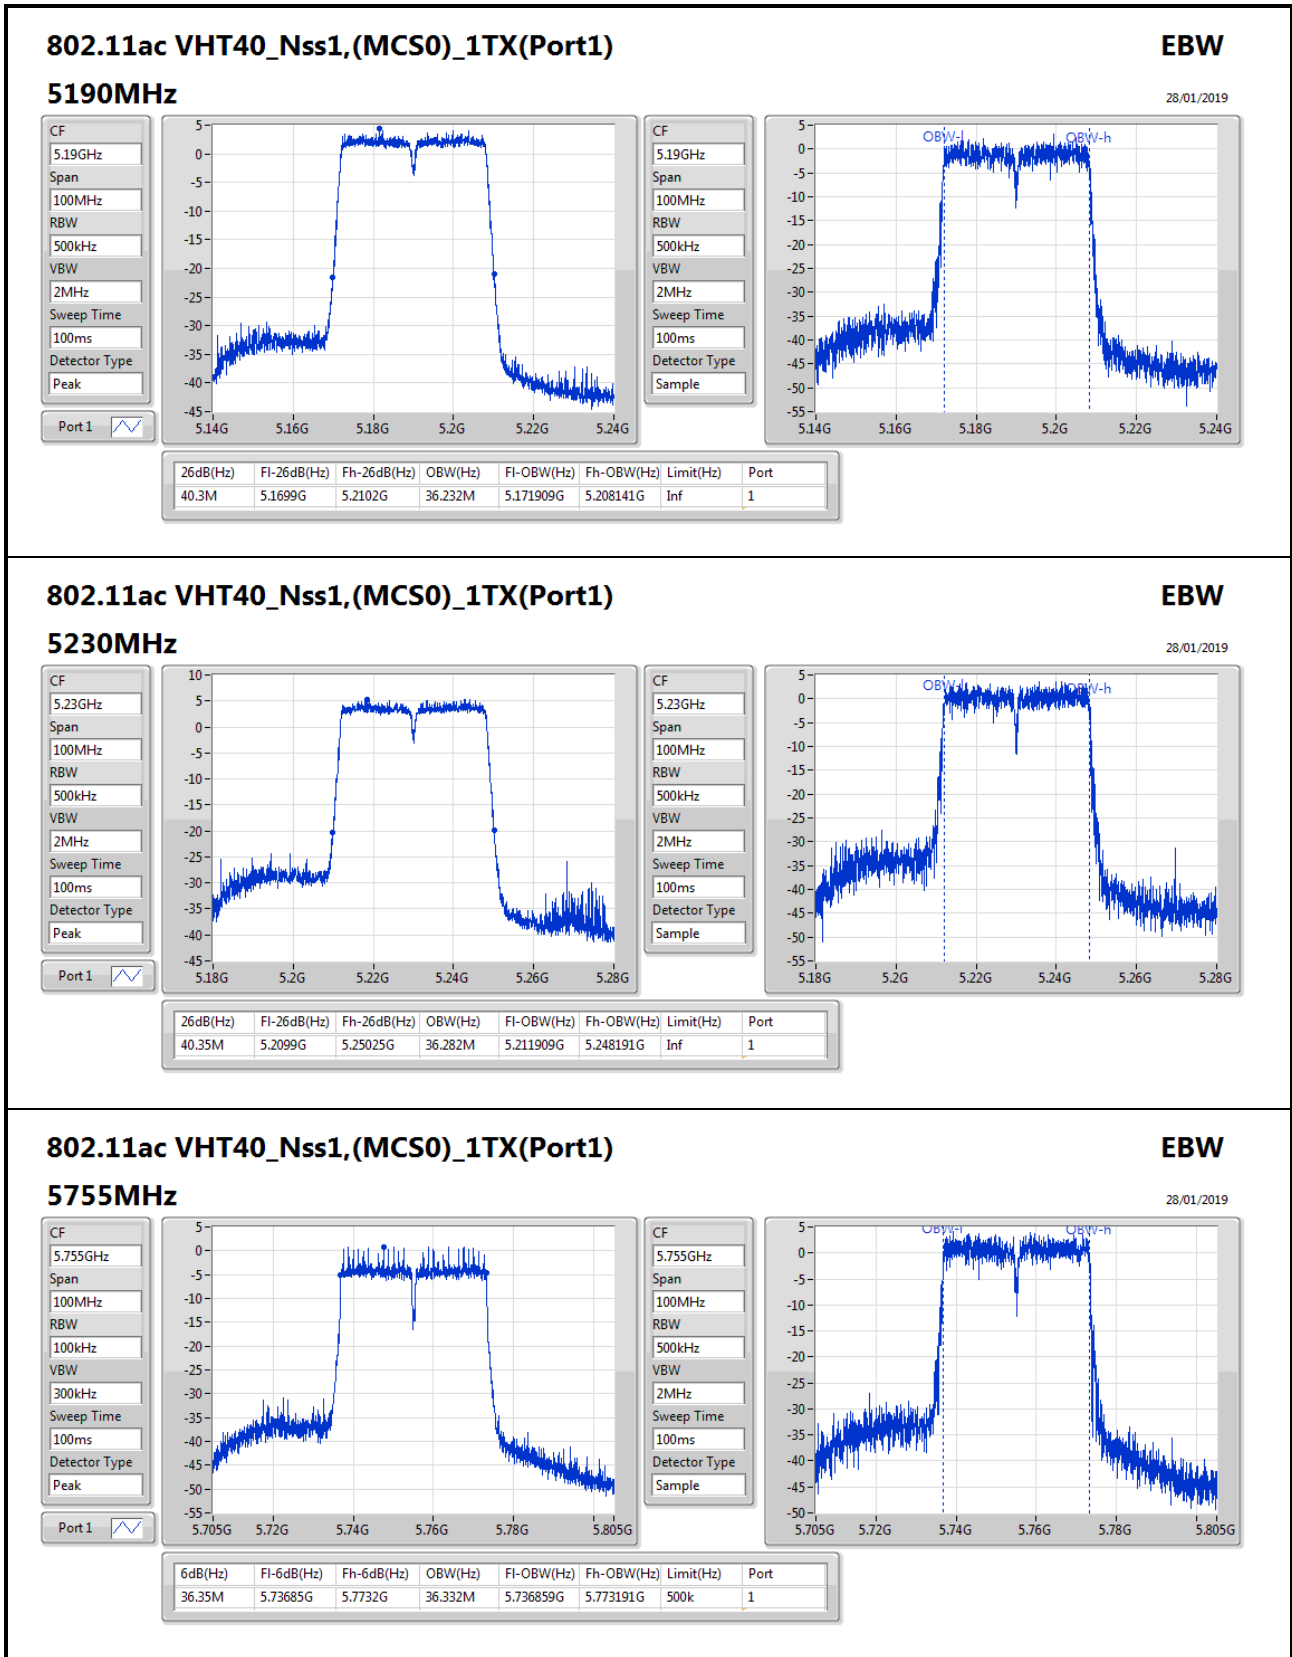 802.11ac VHT40_Nss1,(MCS0)_1TX(Port1) EBW
5190MHz 28/01/2019
CF
5.19GHz
Span
100MHz
RBW
500kHz
VBW
2MHz
Sweep Time
100ms
Detector Type
Peak
Port 1
5
0
-5
-10
-15
-20
-25
-30
-35
-40
-45
5.14G 5.16G 5.18G 5.2G 5.22G 5.24G
CF
5.19GHz
Span
100MHz
RBW
500kHz
VBW
2MHz
Sweep Time
100ms
Detector Type
Sample
OBW-l OBW-h
5
0
-5
-10
-15
-20
-25
-30
-35
-40
-45
-50
-55
5.14G 5.16G 5.18G 5.2G 5.22G 5.24G
26dB(Hz) Fl-26dB(Hz) Fh-26dB(Hz) OBW(Hz) Fl-OBW(Hz) Fh-OBW(Hz) Limit(Hz) Port
40.3M 5.1699G 5.2102G 36.232M 5.171909G 5.208141G Inf 1
802.11ac VHT40_Nss1,(MCS0)_1TX(Port1) EBW
5230MHz 28/01/2019
CF
5.23GHz
Span
100MHz
RBW
500kHz
VBW
2MHz
Sweep Time
100ms
Detector Type
Peak
Port 1
10
5
0
-5
-10
-15
-20
-25
-30
-35
-40
-45
5.18G 5.2G 5.22G 5.24G 5.26G 5.28G
CF
5.23GHz
Span
100MHz
RBW
500kHz
VBW
2MHz
Sweep Time
100ms
Detector Type
Sample
OBW-l OBW-h
5
0
-5
-10
-15
-20
-25
-30
-35
-40
-45
-50
-55
5.18G 5.2G 5.22G 5.24G 5.26G 5.28G
26dB(Hz) Fl-26dB(Hz) Fh-26dB(Hz) OBW(Hz) Fl-OBW(Hz) Fh-OBW(Hz) Limit(Hz) Port
40.35M 5.2099G 5.25025G 36.282M 5.211909G 5.248191G Inf 1
802.11ac VHT40_Nss1,(MCS0)_1TX(Port1) EBW
5755MHz 28/01/2019
CF
5.755GHz
Span
100MHz
RBW
100kHz
VBW
300kHz
Sweep Time
100ms
Detector Type
Peak
Port 1
5
0
-5
-10
-15
-20
-25
-30
-35
-40
-45
-50
-55
5.705G 5.72G 5.74G 5.76G 5.78G 5.805G
CF
5.755GHz
Span
100MHz
RBW
500kHz
VBW
2MHz
Sweep Time
100ms
Detector Type
Sample
OBW-l OBW-h
5
0
-5
-10
-15
-20
-25
-30
-35
-40
-45
-50
5.705G 5.72G 5.74G 5.76G 5.78G 5.805G
6dB(Hz) Fl-6dB(Hz) Fh-6dB(Hz) OBW(Hz) Fl-OBW(Hz) Fh-OBW(Hz) Limit(Hz) Port
36.35M 5.73685G 5.7732G 36.332M 5.736859G 5.773191G 500k 1